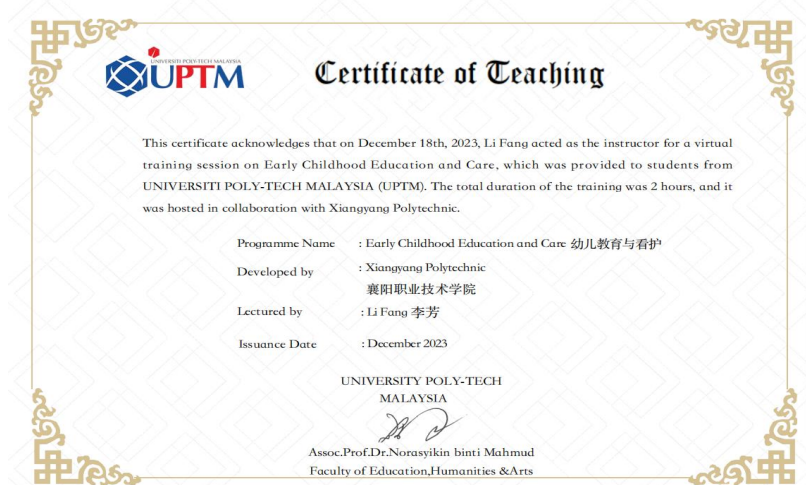 UNIVERSITI POLY-TECH MALAYSIA
UPTM
Certificate of Teaching
This certificate acknowledges that on December 18th, 2023, Li Fang acted as the instructor for a virtual
training session on Early Childhood Education and Care, which was provided to students from
UNIVERSITI POLY-TECH MALAYSIA (UPTM). The total duration of the training was 2 hours, and it
was hosted in collaboration with Xiangyang Polytechnic.
Programme Name : Early Childhood Education and Care 幼儿教育与看护
Developed by : Xiangyang Polytechnic
襄阳职业技术学院
Lectured by : Li Fang 李芳
Issuance Date : December 2023
UNIVERSITY POLY-TECH
MALAYSIA
Assoc.Prof.Dr.Norasyikin binti Mahmud
Faculty of Education,Humanities &Arts